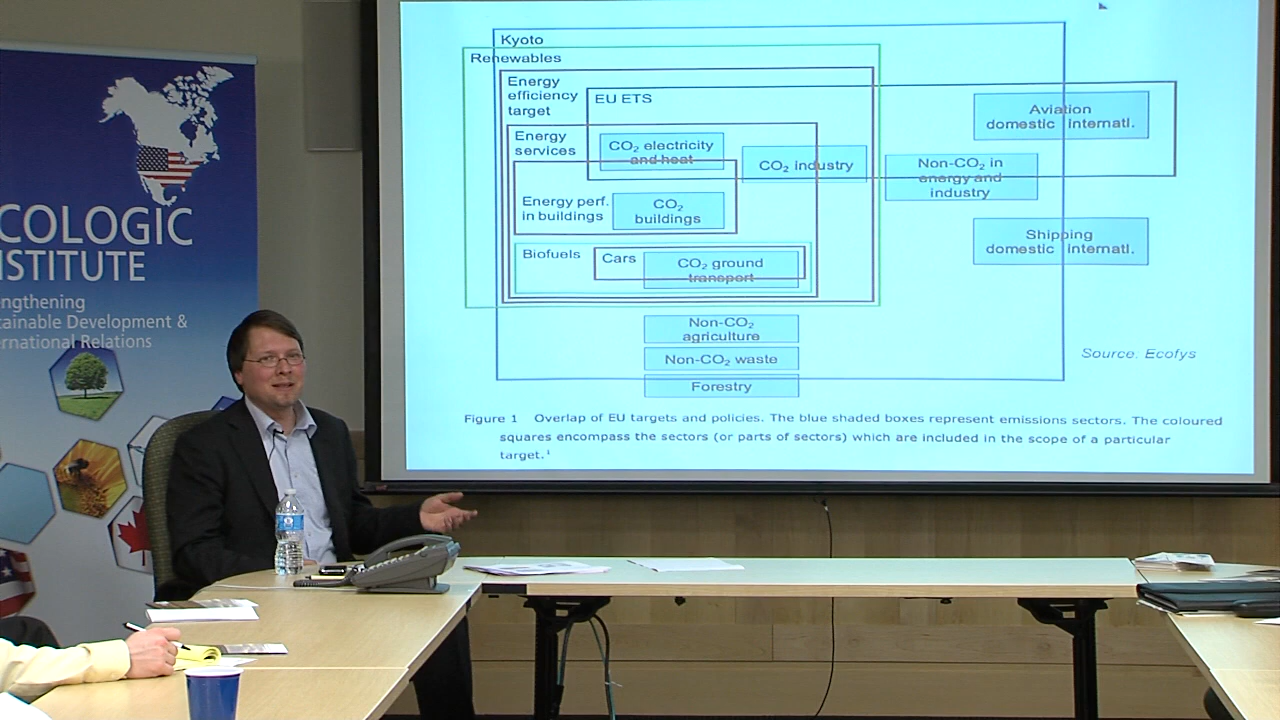 COLOGIC
STITUTE
engthening
tainable Development &
rnational Relations
Kyoto
Renewables
Energy
efficiency
target
EU ETS
Energy
services
CO₂ electricity
and heat
CO₂ industry
Aviation
domestic internatl.
Non-CO₂ in
energy and
industry
Energy perf.
in buildings
CO₂
buildings
Shipping
domestic internatl.
Biofuels
Cars
CO₂ ground
transport
Non-CO₂
agriculture
Non-CO₂ waste
Forestry
Source. Ecofys
Figure 1 Overlap of EU targets and policies. The blue shaded boxes represent emissions sectors. The coloured
squares encompass the sectors (or parts of sectors) which are included in the scope of a particular
target.¹